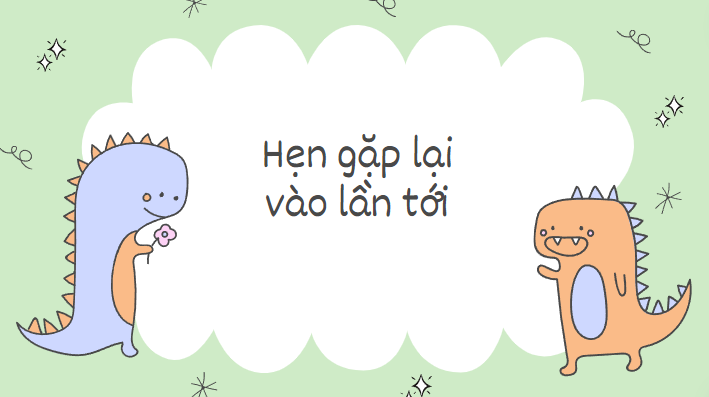 Hẹn gặp lại
vào lần tới